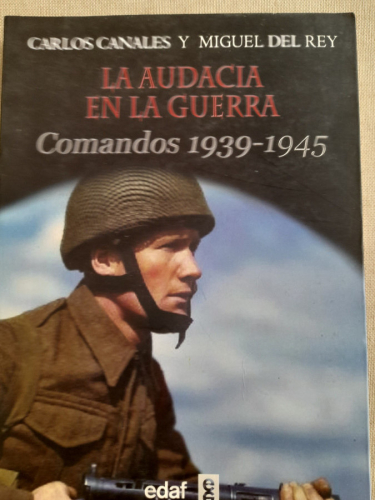 CARLOS CANALES Y MIGUEL DEL REY
LA AUDACIA
EN LA GUERRA
Comandos 1939-1945
edaf